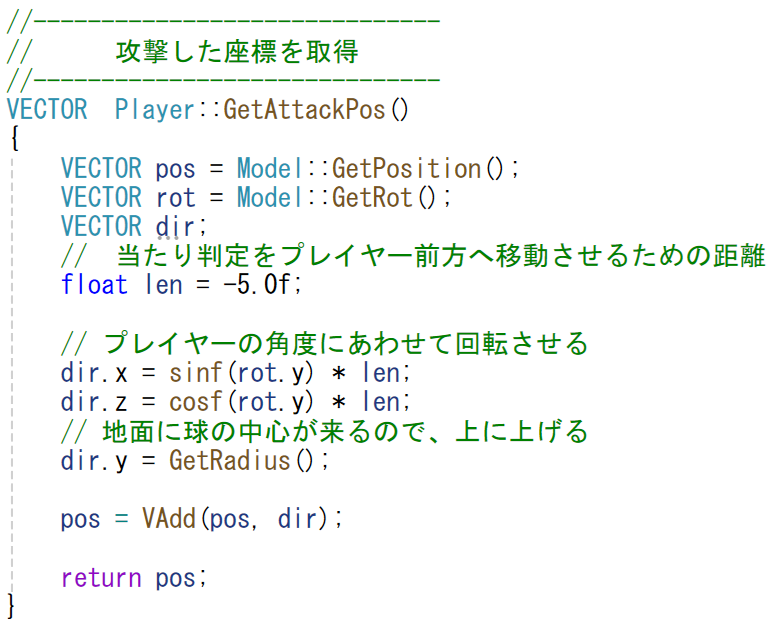 //------------------------------
//      攻撃した座標を取得
//------------------------------
VECTOR  Player::GetAttackPos()
{
    VECTOR pos = Model::GetPosition();
    VECTOR rot = Model::GetRot();
    VECTOR dir;
    //  当たり判定をプレイヤー前方へ移動させるための距離
    float len = -5.0f;

    // プレイヤーの角度にあわせて回転させる
    dir.x = sinf(rot.y) * len;
    dir.z = cosf(rot.y) * len;
    // 地面に球の中心が来るので、上に上げる
    dir.y = GetRadius();

    pos = VAdd(pos, dir);

    return pos;
}